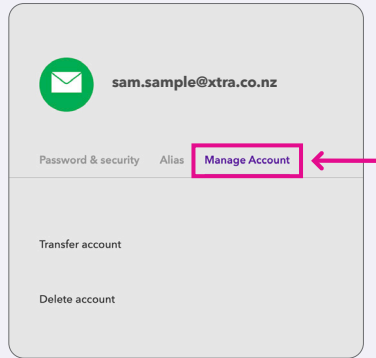 sam.sample@xtra.co.nz
Password & security Alias Manage Account
Transfer account
Delete account